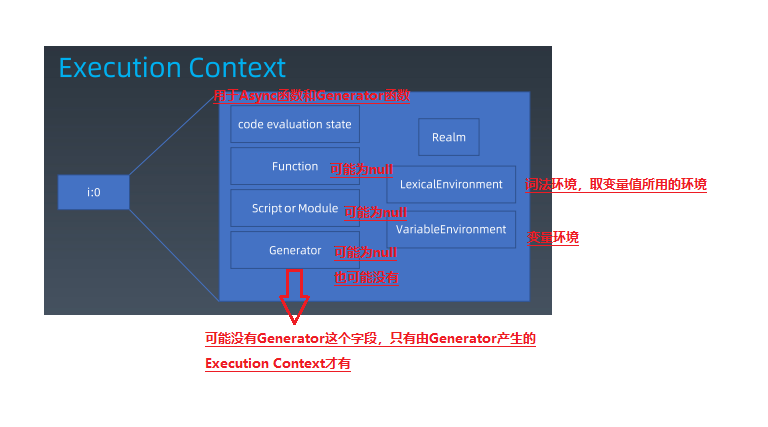 Execution Context
用于Async函数和Generator函数
code evaluation state
Realm
Function
可能为null
LexicalEnvironment
词法环境，取变量值所用的环境
i:0
Script or Module
可能为null
VariableEnvironment
变量环境
Generator
可能为null
也可能没有
可能没有Generator这个字段，只有由Generator产生的
Execution Context才有